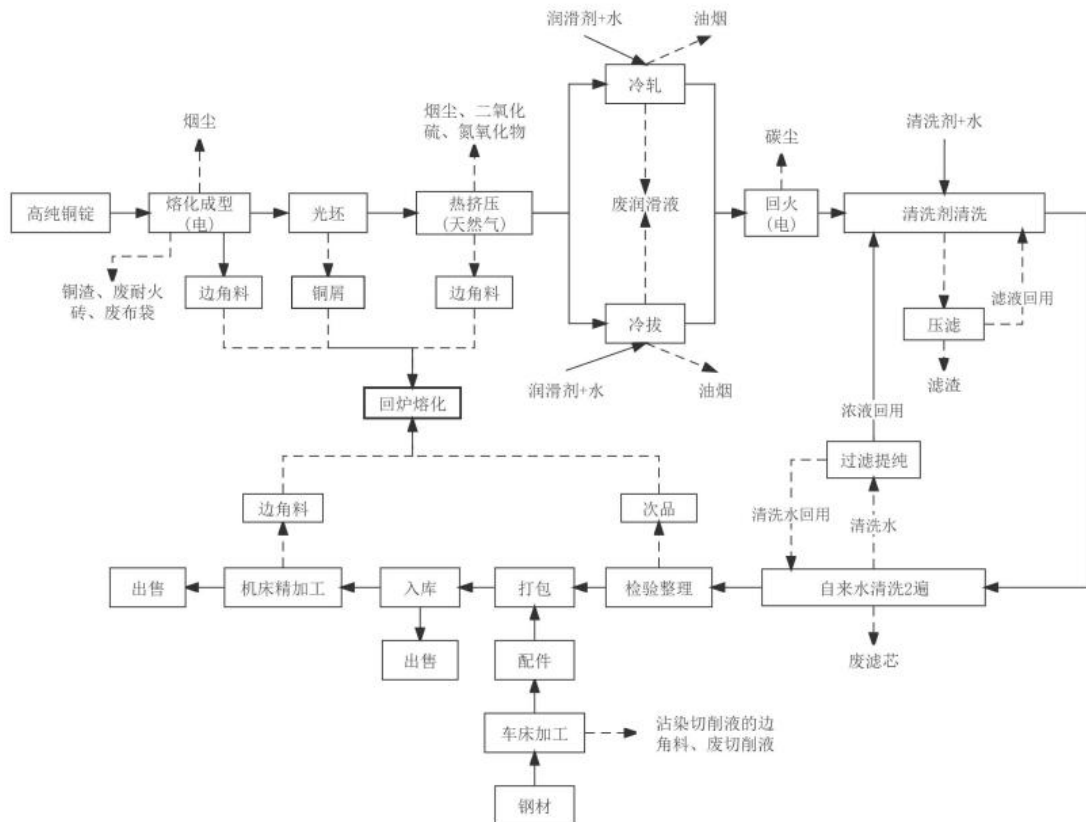 润滑剂+水
油烟
冷轧
烟尘
烟尘、二氧化
硫、氮氧化物
碳尘
清洗剂+水
高纯铜锭
熔化成型
(电)
光坯
热挤压
(天然气)
废润滑液
回火
(电)
清洗剂清洗
铜渣、废耐火
砖、废布袋
边角料
铜屑
边角料
冷拔
压滤
滤液回用
润滑剂+水
油烟
滤渣
回炉熔化
浓液回用
过滤提纯
边角料
次品
清洗水回用
清洗水
出售
机床精加工
入库
打包
检验整理
自来水清洗2遍
出售
配件
废滤芯
车床加工
沾染切削液的边
角料、废切削液
钢材